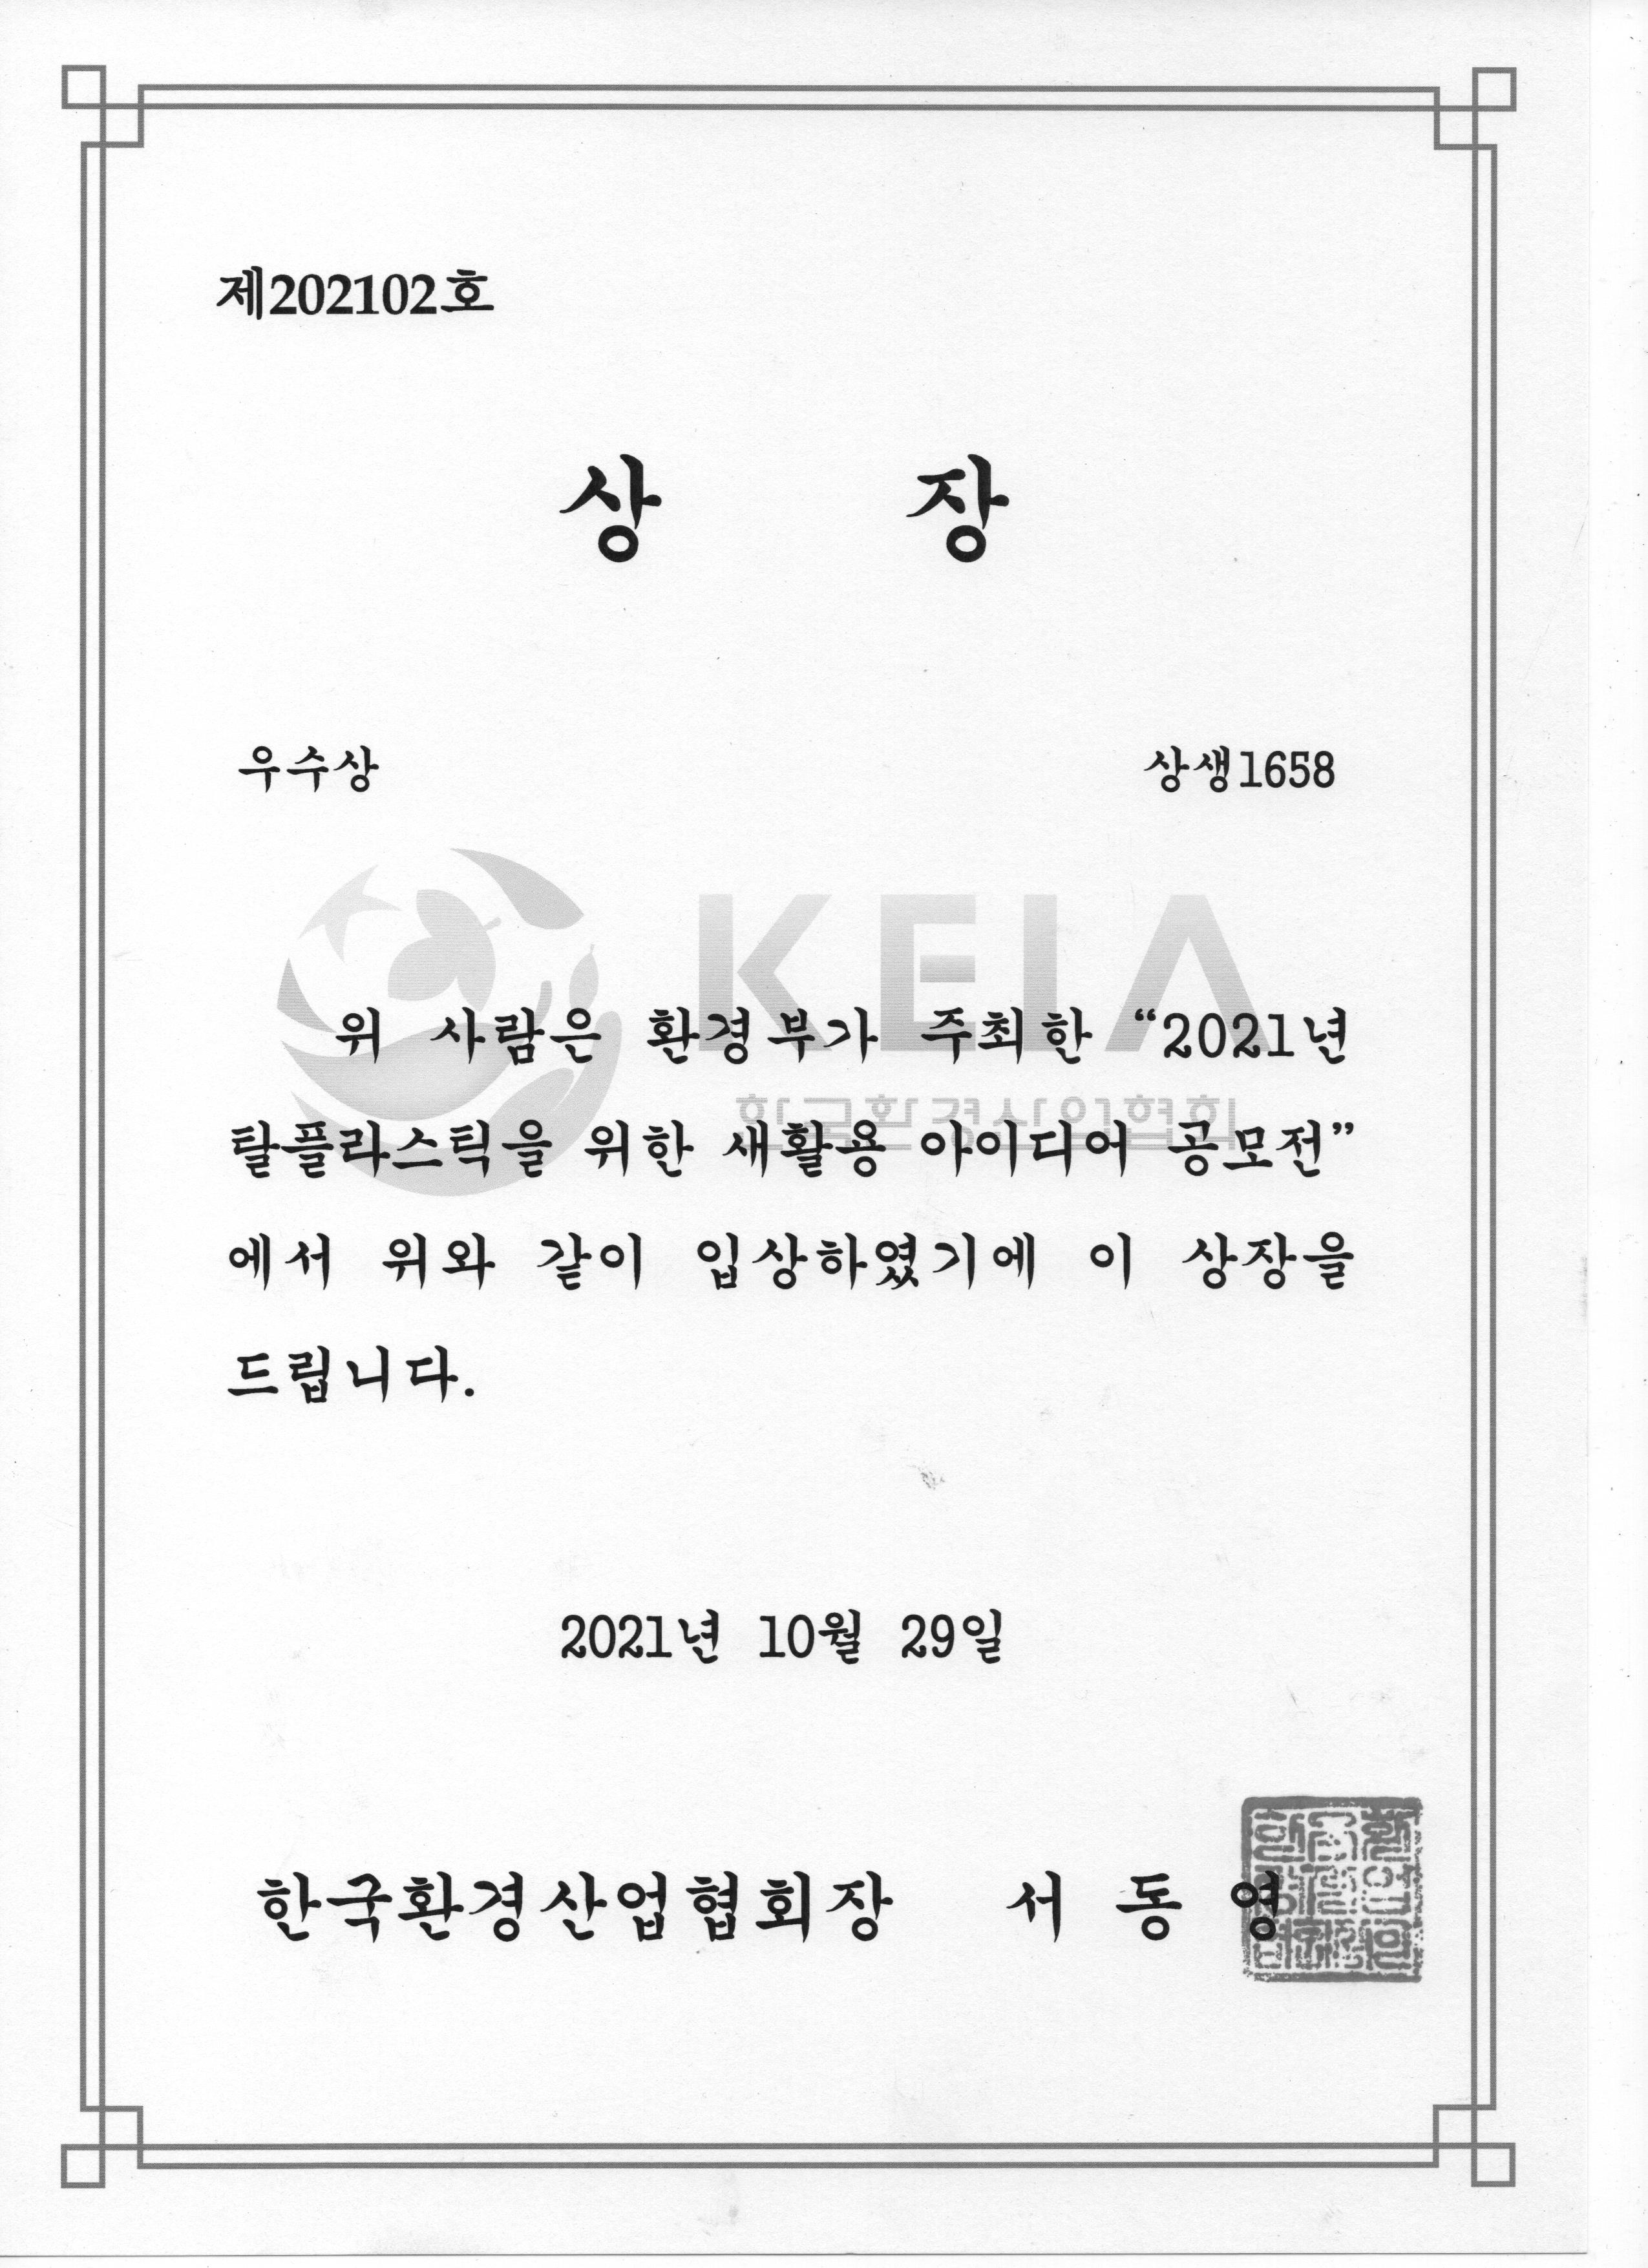 제202102호
상 장
우수상 상생1658
KEIA
한국환경산업협회
위 사람은 환경부가 주최한 “2021년
탈플라스틱을 위한 새활용 아이디어 공모전”
에서 위와 같이 입상하였기에 이 상장을
드립니다.
2021년 10월 29일
한국환경산업협회장 서 동 영